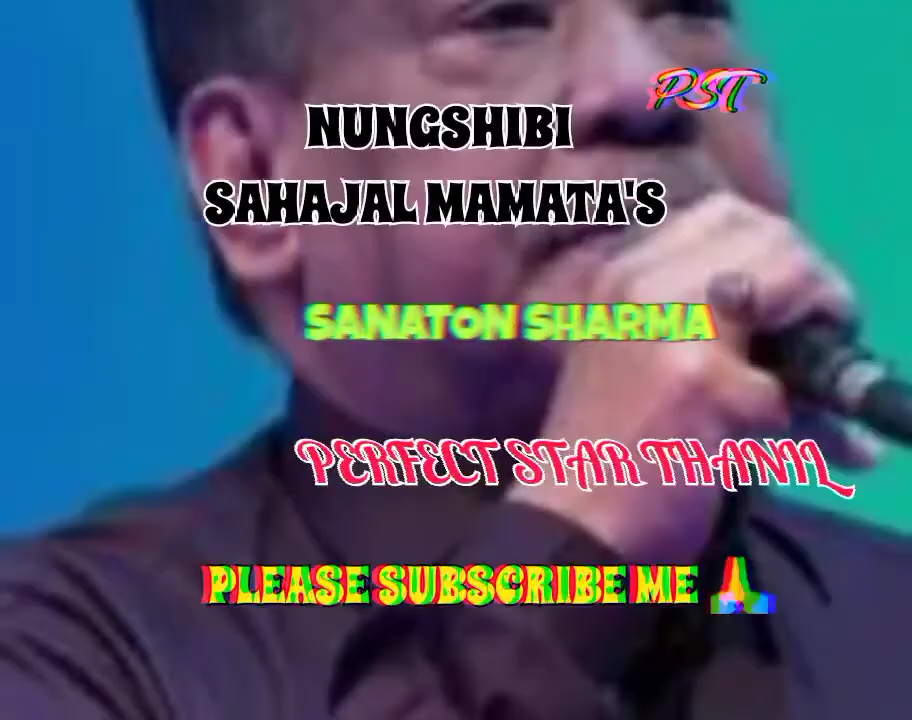 PST
NUNGSHIBI
SAHAJAL MAMATA'S
SANATON SHARMA
PERFECT STAR THANIL
PLEASE SUBSCRIBE ME 🙏